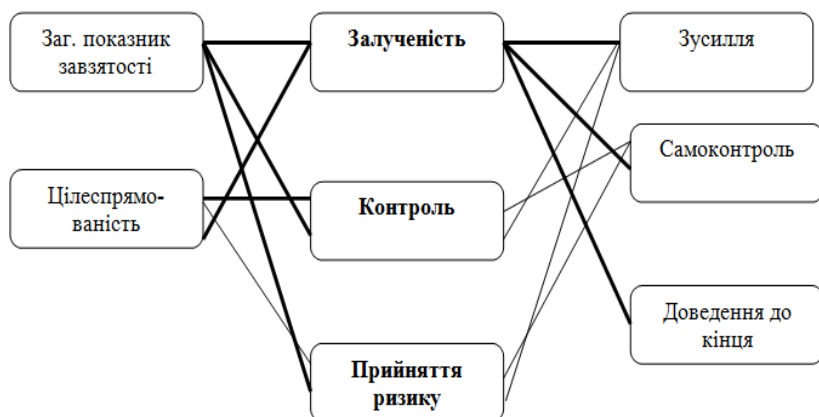 Заг. показник
завзятості
Залученість
Зусилля
Самоконтроль
Цілеспрямо-
ваність
Контроль
Доведення до
кінця
Прийняття
ризику